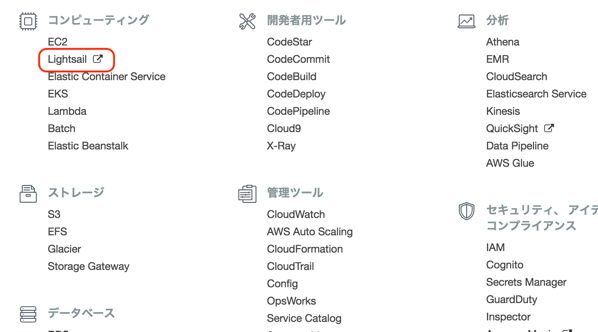 コンピューティング
EC2
Lightsail
Elastic Container Service
EKS
Lambda
Batch
Elastic Beanstalk
ストレージ
S3
EFS
Glacier
Storage Gateway
データベース
開発者用ツール
CodeStar
CodeCommit
CodeBuild
CodeDeploy
CodePipeline
Cloud9
X-Ray
管理ツール
CloudWatch
AWS Auto Scaling
CloudFormation
CloudTrail
Config
OpsWorks
Service Catalog
分析
Athena
EMR
CloudSearch
Elasticsearch Service
Kinesis
QuickSight
Data Pipeline
AWS Glue
セキュリティ、アイデ
コンプライアンス
IAM
Cognito
Secrets Manager
GuardDuty
Inspector